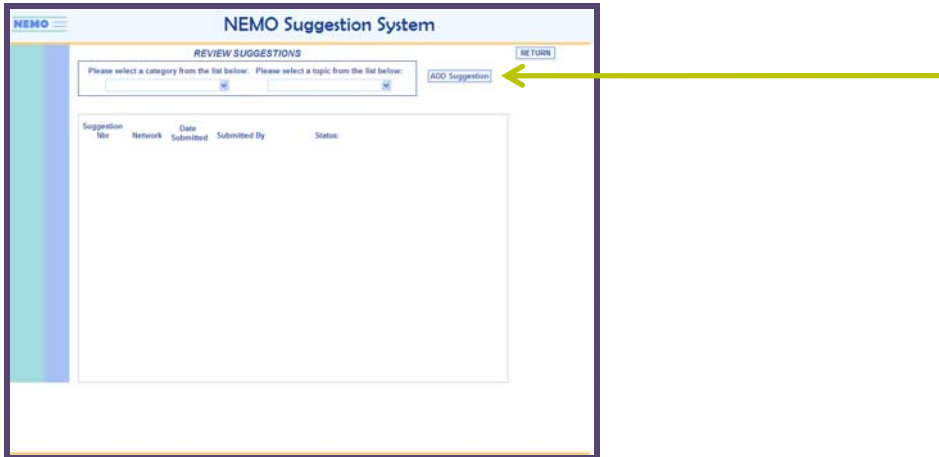 NEMO
NEMO Suggestion System
REVIEW SUGGESTIONS
RETURN
Please select a category from the list below: Please select a topic from the list below:
ADD Suggestion
Suggestion Nbr Network Date Submitted Submitted By Status: